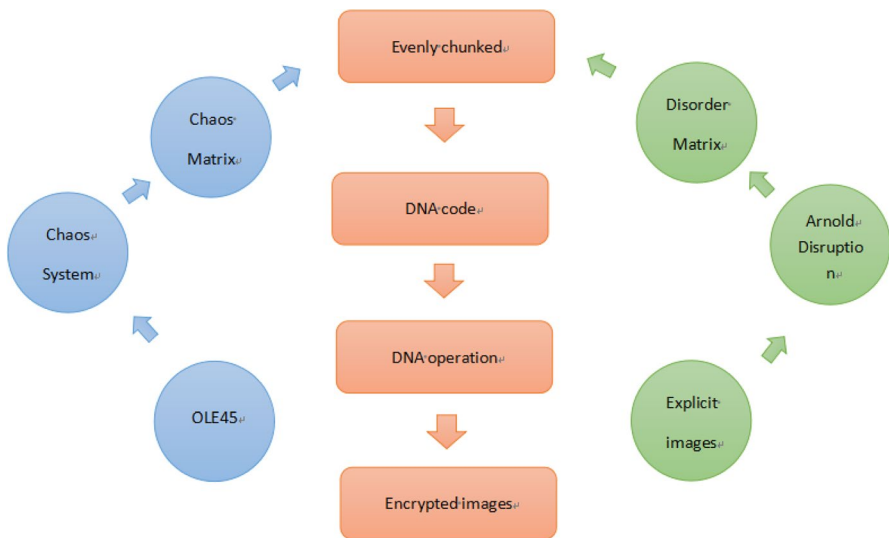 Evenly chunked
Chaos
Matrix
Disorder
Matrix
DNA code
Chaos
System
Arnold
Disruptio
n
DNA operation
OLE45
Explicit
images
Encrypted images